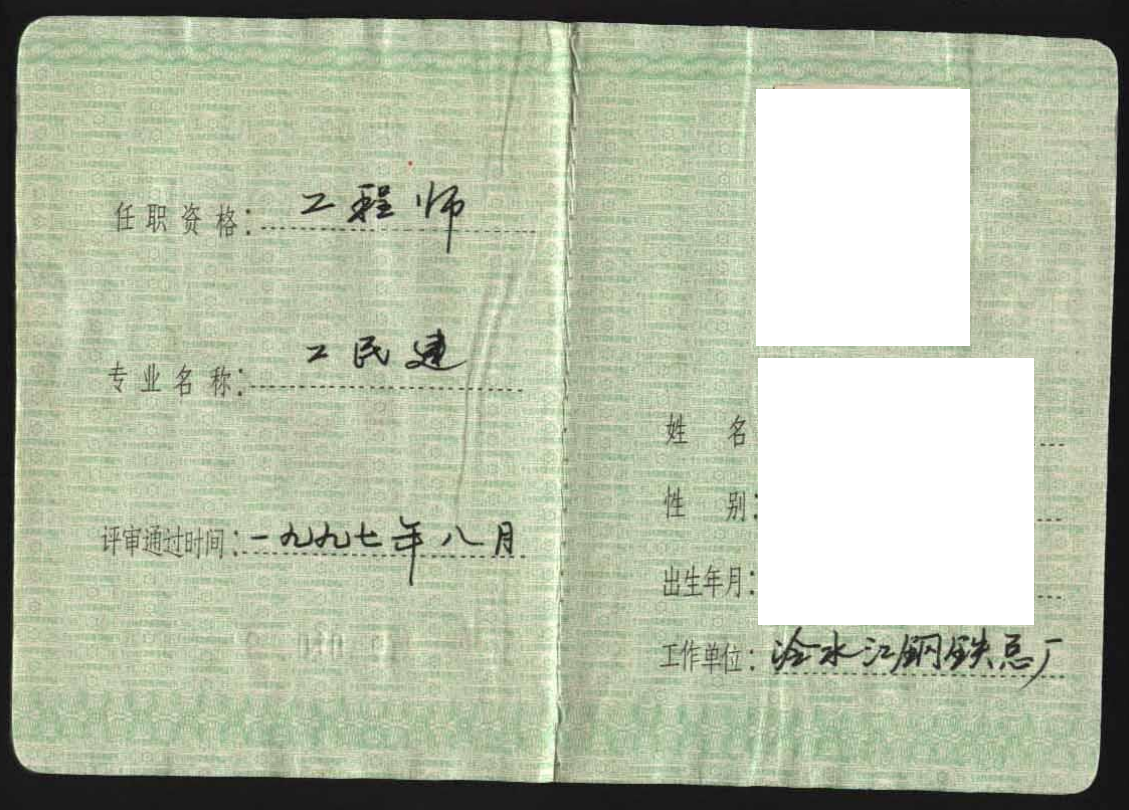 任职资格：工程师
专业名称：工民建
评审通过时间：一九九七年八月
姓名
性别：
出生年月：
工作单位：冷水江钢铁总厂